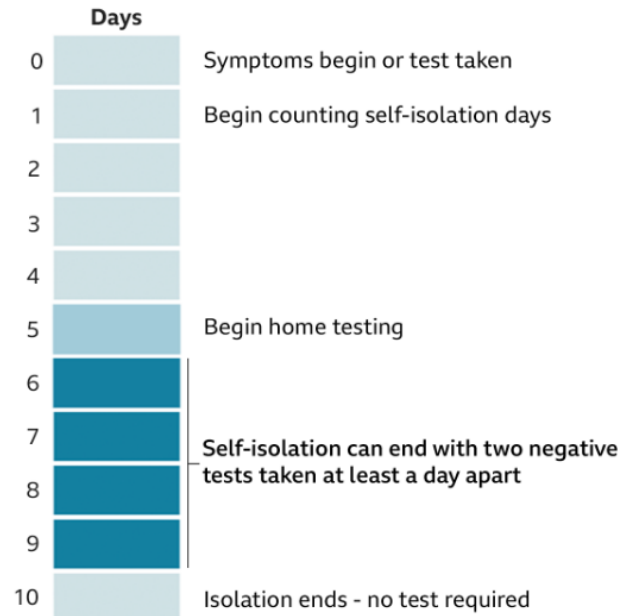 Days
0 Symptoms begin or test taken
1 Begin counting self-isolation days
2
3
4
5 Begin home testing
6
7
Self-isolation can end with two negative
tests taken at least a day apart
8
9
10 Isolation ends - no test required